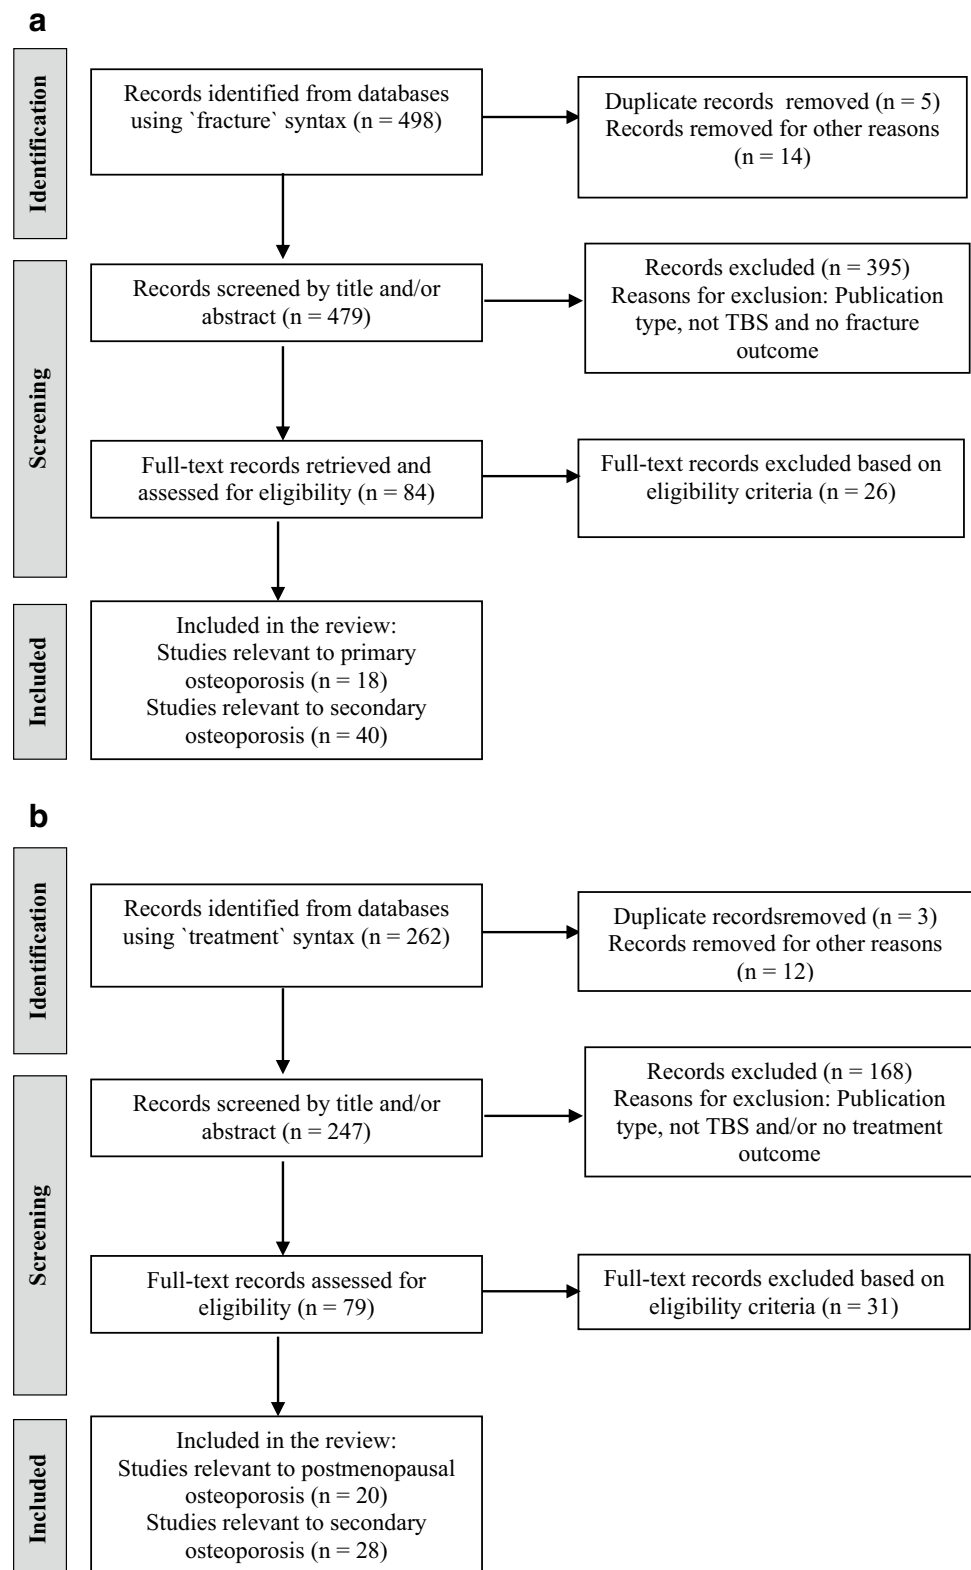 a
Identification
Records identified from databases
using `fracture` syntax (n = 498)
Duplicate records removed (n = 5)
Records removed for other reasons
(n = 14)
Screening
Records screened by title and/or
abstract (n = 479)
Records excluded (n = 395)
Reasons for exclusion: Publication
type, not TBS and no fracture
outcome
Full-text records retrieved and
assessed for eligibility (n = 84)
Full-text records excluded based on
eligibility criteria (n = 26)
Included
Included in the review:
Studies relevant to primary
osteoporosis (n = 18)
Studies relevant to secondary
osteoporosis (n = 40)
b
Identification
Records identified from databases
using `treatment` syntax (n = 262)
Duplicate recordsremoved (n = 3)
Records removed for other reasons
(n = 12)
Screening
Records screened by title and/or
abstract (n = 247)
Records excluded (n = 168)
Reasons for exclusion: Publication
type, not TBS and/or no treatment
outcome
Full-text records assessed for
eligibility (n = 79)
Full-text records excluded based on
eligibility criteria (n = 31)
Included
Included in the review:
Studies relevant to postmenopausal
osteoporosis (n = 20)
Studies relevant to secondary
osteoporosis (n = 28)